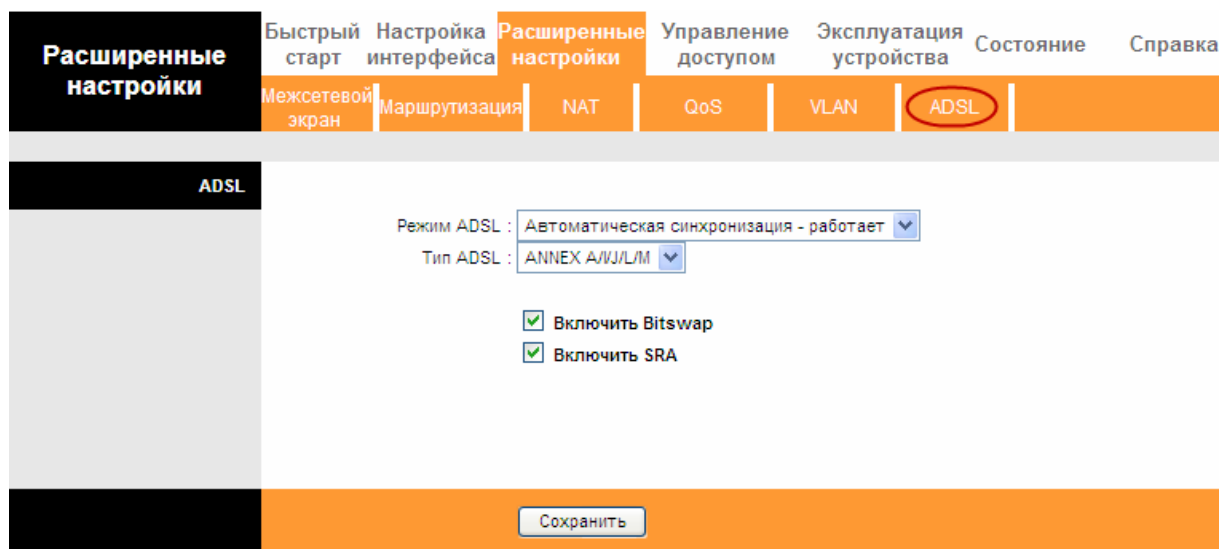 Расширенные
настройки
Быстрый
старт
Настройка
интерфейса
Расширенные
настройки
Управление
доступом
Эксплуатация
устройства
Состояние
Справка
Межсетевой
экран
Маршрутизация
NAT
QoS
VLAN
ADSL
ADSL
Режим ADSL : Автоматическая синхронизация - работает
Тип ADSL : ANNEX A/I/J/L/M
Включить Bitswap
Включить SRA
Сохранить